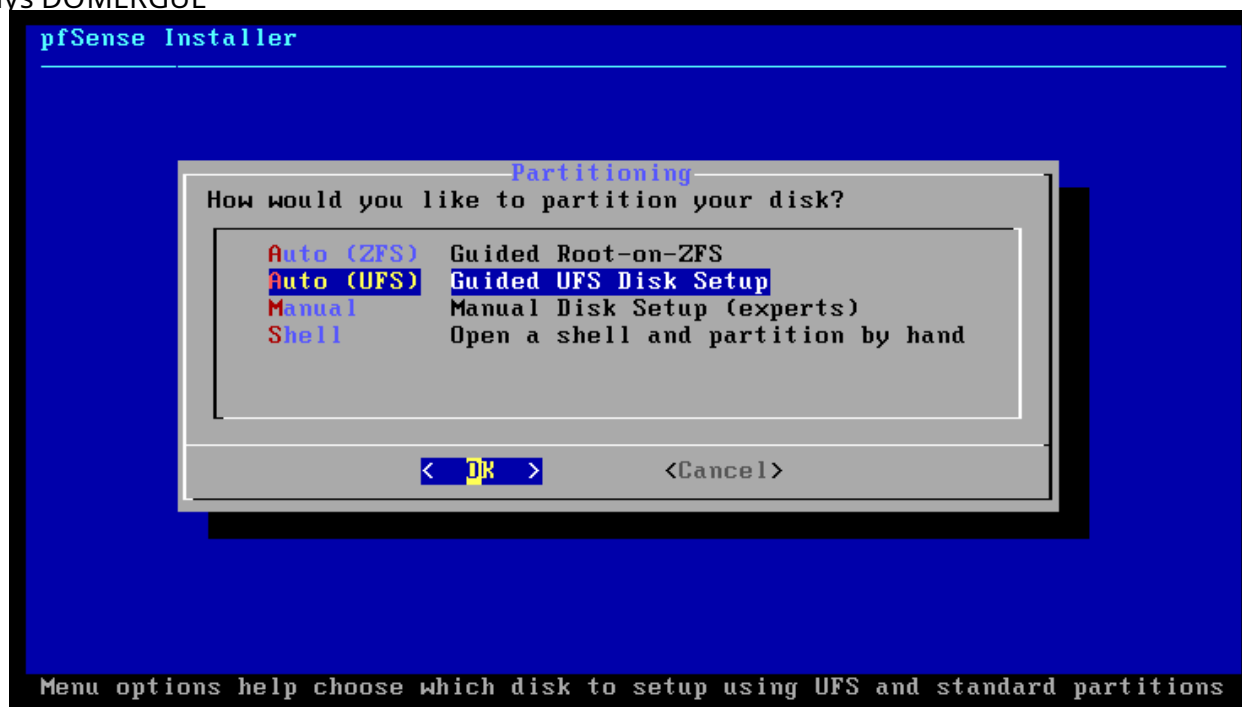 DOMERGUE
pfSense Installer
Partitioning
How would you like to partition your disk?
Auto (ZFS) Guided Root-on-ZFS
Auto (UFS) Guided UFS Disk Setup
Manual Manual Disk Setup (experts)
Shell Open a shell and partition by hand
< OK > <Cancel>
Menu options help choose which disk to setup using UFS and standard partitions